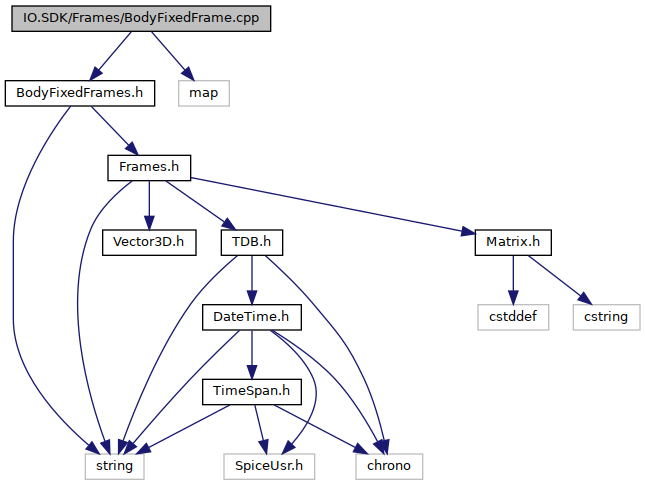 IO.SDK/Frames/BodyFixedFrame.cpp
BodyFixedFrames.h
map
Frames.h
Vector3D.h
TDB.h
Matrix.h
DateTime.h
cstddef
cstring
TimeSpan.h
string
SpiceUsr.h
chrono